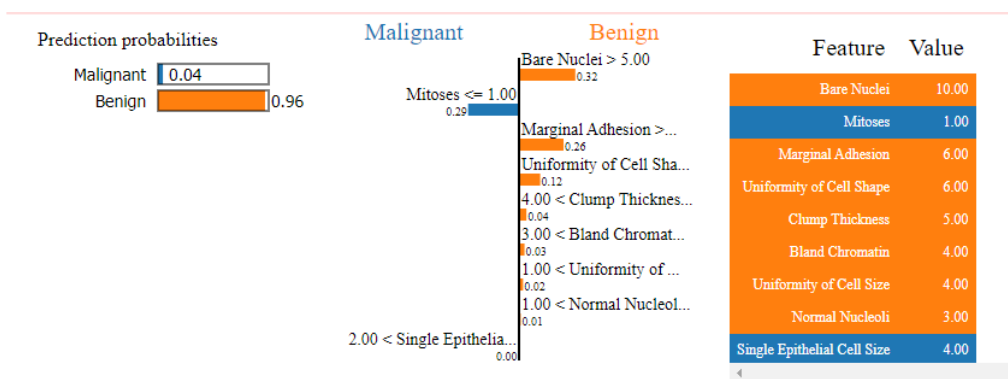 Prediction probabilities
Malignant 0.04
Benign 0.96
Malignant Benign
Bare Nuclei > 5.00
0.32
Mitoses <= 1.00
0.29
Marginal Adhesion >...
0.26
Uniformity of Cell Sha...
0.12
4.00 < Clump Thicknes...
0.04
3.00 < Bland Chromat...
0.03
1.00 < Uniformity of ...
0.02
1.00 < Normal Nucleol...
0.01
2.00 < Single Epithelia...
0.00
Feature Value
Bare Nuclei 10.00
Mitoses 1.00
Marginal Adhesion 6.00
Uniformity of Cell Shape 6.00
Clump Thickness 5.00
Bland Chromatin 4.00
Uniformity of Cell Size 4.00
Normal Nucleoli 3.00
Single Epithelial Cell Size 4.00